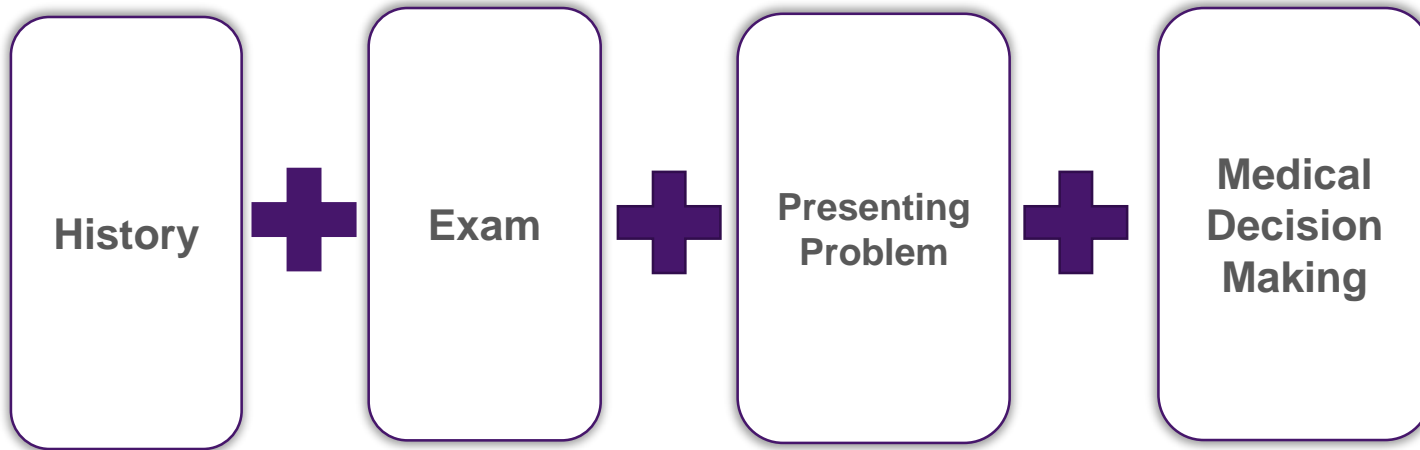 History
Exam
Presenting
Problem
Medical
Decision
Making